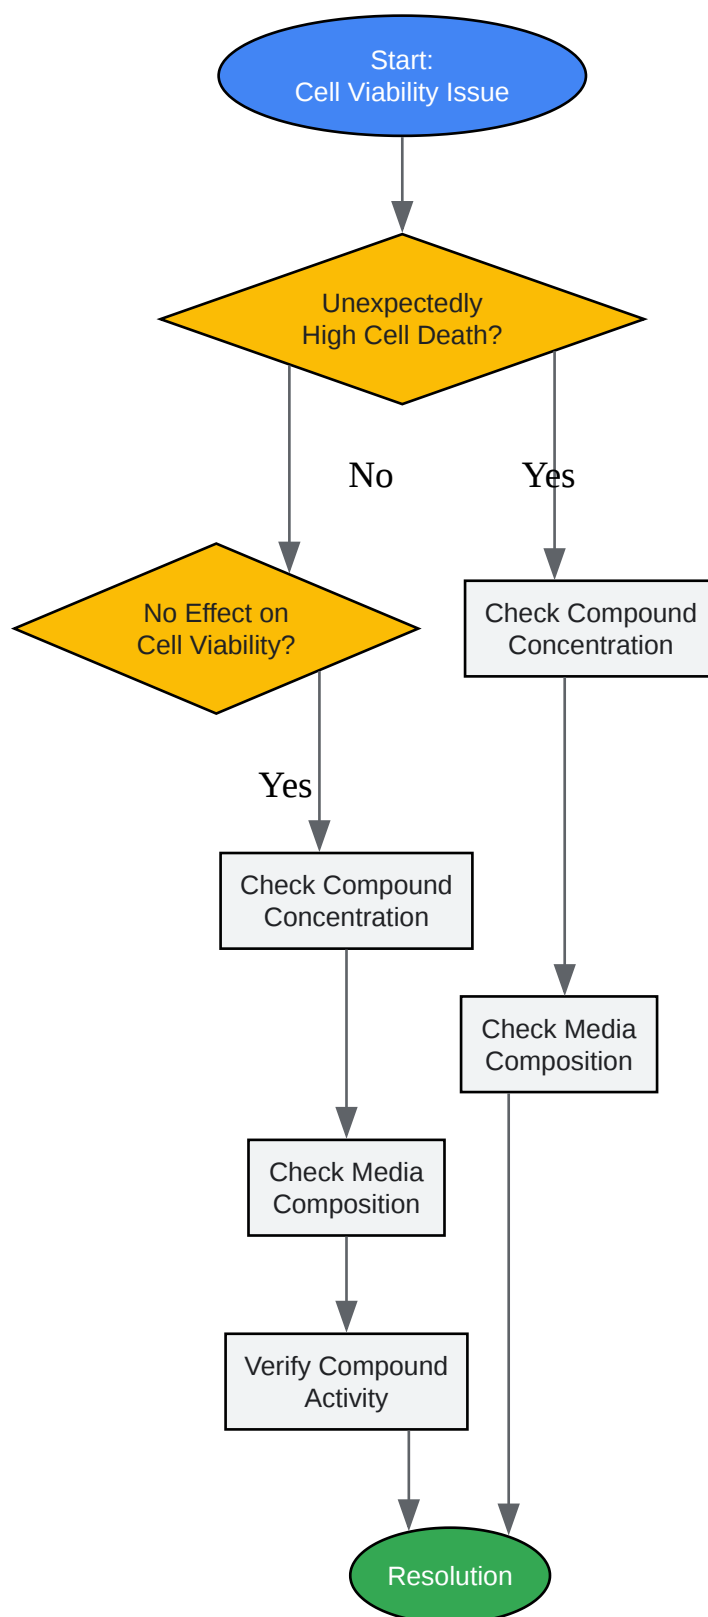 Start:
Cell Viability Issue
Unexpectedly
High Cell Death?
No
Yes
No Effect on
Cell Viability?
Check Compound
Concentration
Yes
Check Compound
Concentration
Check Media
Composition
Check Media
Composition
Verify Compound
Activity
Resolution